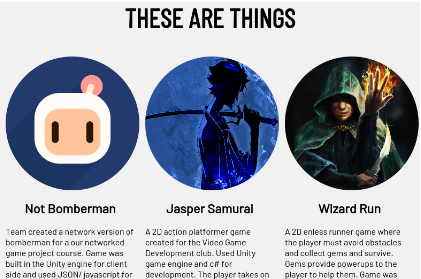 THESE ARE THINGS
Not Bomberman
Team created a network version of
bomberman for a our networked
game project course. Game was
built in the Unity engine for client
side and used JSON/ javascript for
Jasper Samurai
A 2D action platformer game
created for the Video Game
Development club. Used Unity
game engine and c# for
development. The player takes on
Wizard Run
A 2D enless runner game where
the player must avoid obstacles
and collect gems and survive.
Gems provide powerups to the
player to help them. Game was